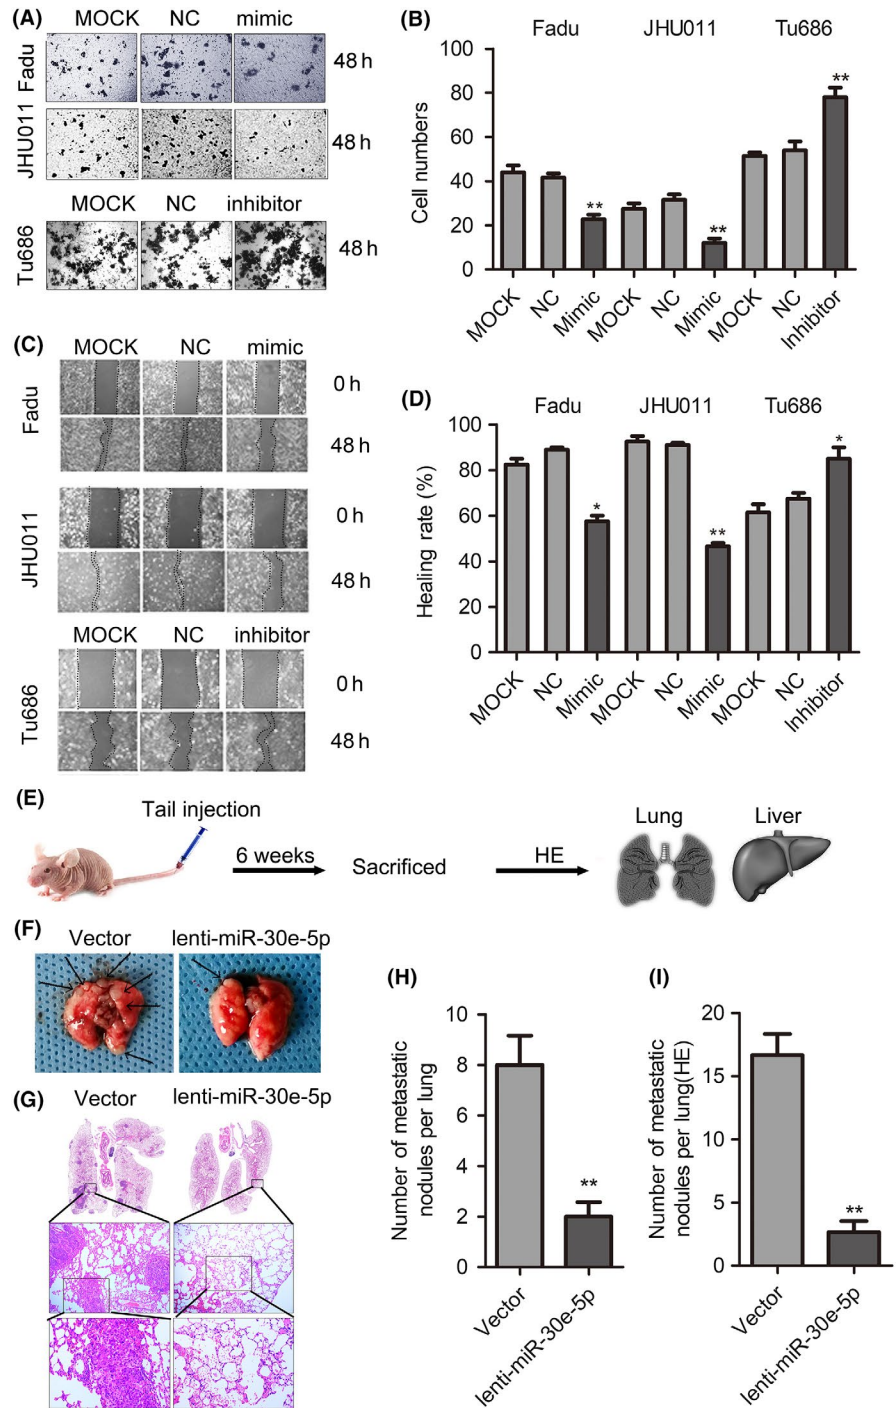 (A)
MOCK NC mimic
Fadu
48 h
JHU011
48 h
MOCK NC inhibitor
Tu686
48 h
(B)
Fadu JHU011 Tu686
Cell numbers
100
80
60
40
20
0
**
**
**
MOCK NC Mimic MOCK NC Mimic MOCK NC Inhibitor
(C)
MOCK NC mimic
Fadu
0 h
48 h
JHU011
0 h
48 h
MOCK NC inhibitor
Tu686
0 h
48 h
(D)
Fadu JHU011 Tu686
Healing rate (%)
100
80
60
40
20
0
*
**
*
MOCK NC Mimic MOCK NC Mimic MOCK NC Inhibitor
(E)
Tail injection
6 weeks
Sacrificed
HE
Lung Liver
(F)
Vector lenti-miR-30e-5p
(G)
Vector lenti-miR-30e-5p
(H)
Number of metastatic
nodules per lung
10
8
6
4
2
0
**
Vector lenti-miR-30e-5p
(I)
Number of metastatic
nodules per lung(HE)
20
15
10
5
0
**
Vector lenti-miR-30e-5p